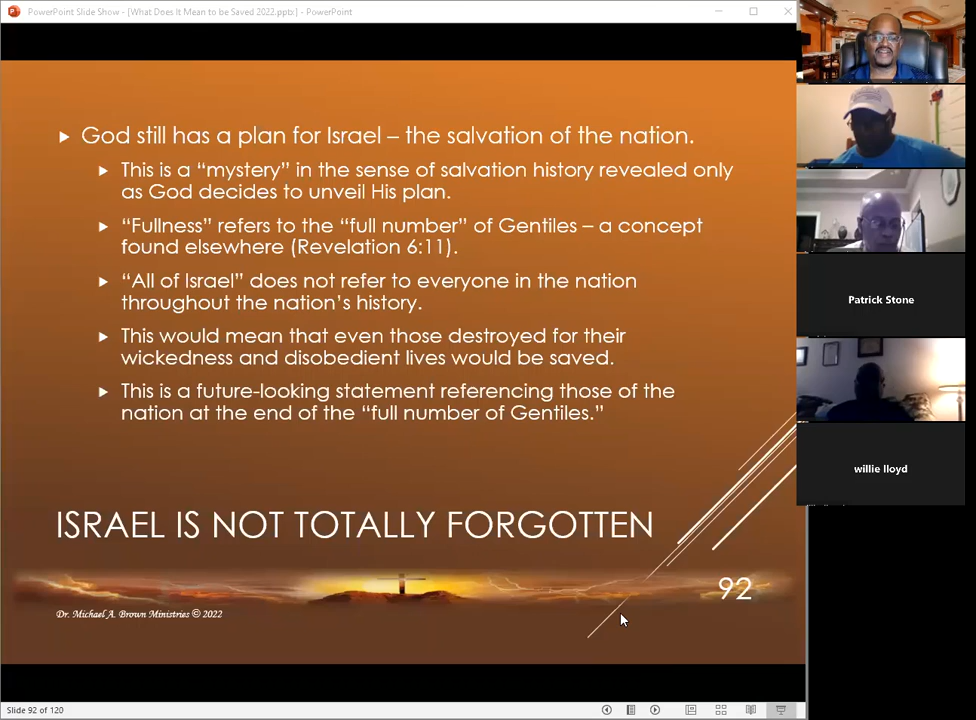 PowerPoint Slide Show - [What Does It Mean to be Saved 2022.ppb:] - PowerPoint
God still has a plan for Israel – the salvation of the nation.
This is a “mystery” in the sense of salvation history revealed only
as God decides to unveil His plan.
“Fullness” refers to the “full number” of Gentiles – a concept
found elsewhere (Revelation 6:11).
“All of Israel” does not refer to everyone in the nation
throughout the nation’s history.
This would mean that even those destroyed for their
wickedness and disobedient lives would be saved.
This is a future-looking statement referencing those of the
nation at the end of the “full number of Gentiles.”
ISRAEL IS NOT TOTALLY FORGOTTEN
92
Dr. Michael A. Brown Ministries © 2022
Slide 92 of 120
Patrick Stone
willie lloyd